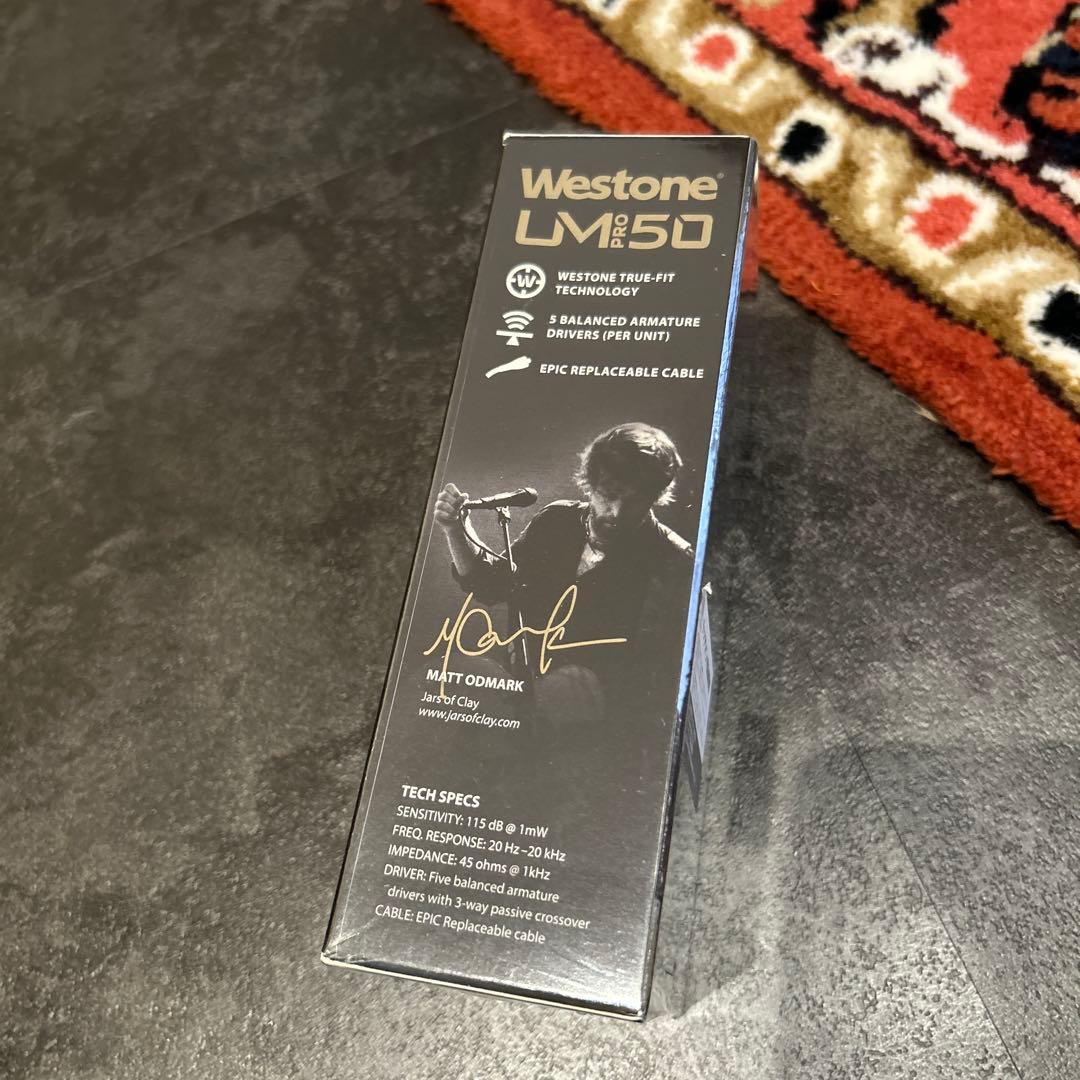 Westone®
UM PRO 50
WESTONE TRUE-FIT
TECHNOLOGY
5 BALANCED ARMATURE
DRIVERS (PER UNIT)
EPIC REPLACEABLE CABLE
MATT ODMARK
Jars of Clay
www.jarsofclay.com
TECH SPECS
SENSITIVITY: 115 dB @ 1mW
FREQ. RESPONSE: 20 Hz–20 kHz
IMPEDANCE: 45 ohms @ 1kHz
DRIVER: Five balanced armature
drivers with 3-way passive crossover
CABLE: EPIC Replaceable cable